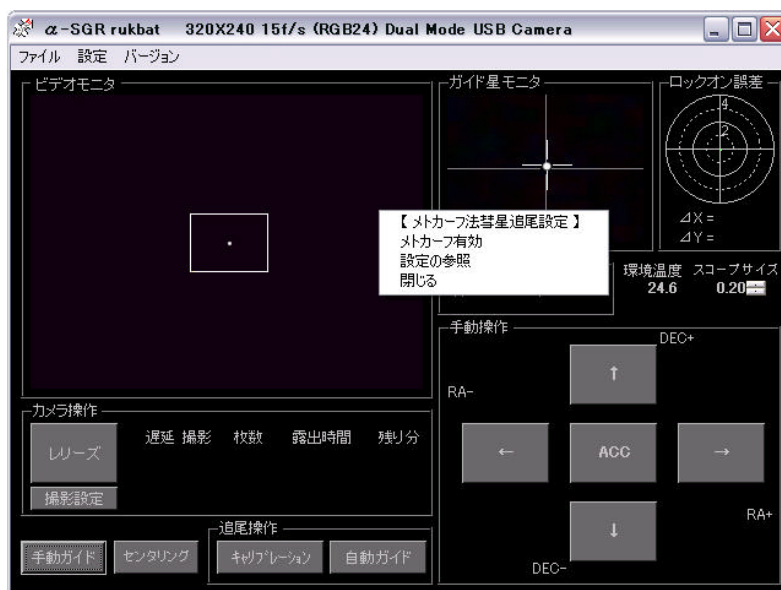 α-SGR rukbat 320X240 15f/s (RGB24) Dual Mode USB Camera
ファイル 設定 バージョン
ビデオモニタ
ガイド星モニタ
ロックオン誤差
4
2
⊿X =
⊿Y =
【 メトカーフ法彗星追尾設定 】
メトカーフ有効
設定の参照
閉じる
環境温度 スコープサイズ
24.6 0.20
手動操作
DEC+
RA-
↑
← ACC →
↓
RA+
DEC-
カメラ操作
レリーズ
遅延 撮影 枚数 露出時間 残り分
撮影設定
手動ガイド センタリング
追尾操作
キャリブレーション 自動ガイド